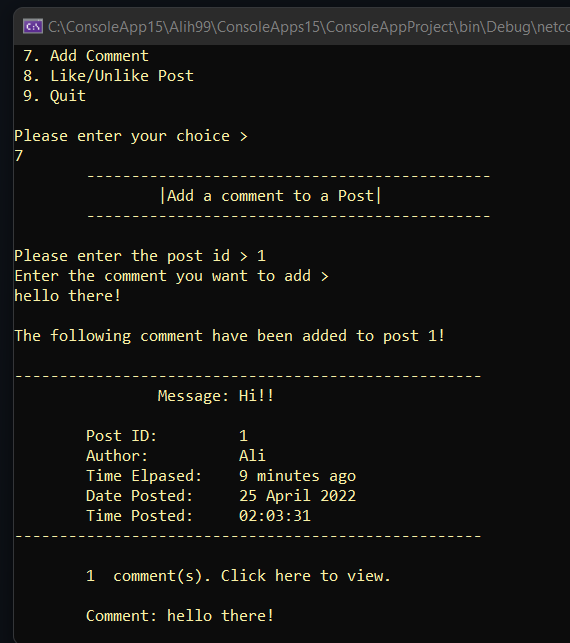 C:\ConsoleApp15\Alih99\ConsoleApps15\ConsoleAppProject\bin\Debug\netco
7. Add Comment
8. Like/Unlike Post
9. Quit
Please enter your choice >
7
---------------------------------------------
|Add a comment to a Post|
---------------------------------------------
Please enter the post id > 1
Enter the comment you want to add >
hello there!
The following comment have been added to post 1!
----------------------------------------------------
Message: Hi!!
Post ID: 1
Author: Ali
Time Elpased: 9 minutes ago
Date Posted: 25 April 2022
Time Posted: 02:03:31
----------------------------------------------------
1  comment(s). Click here to view.
Comment: hello there!